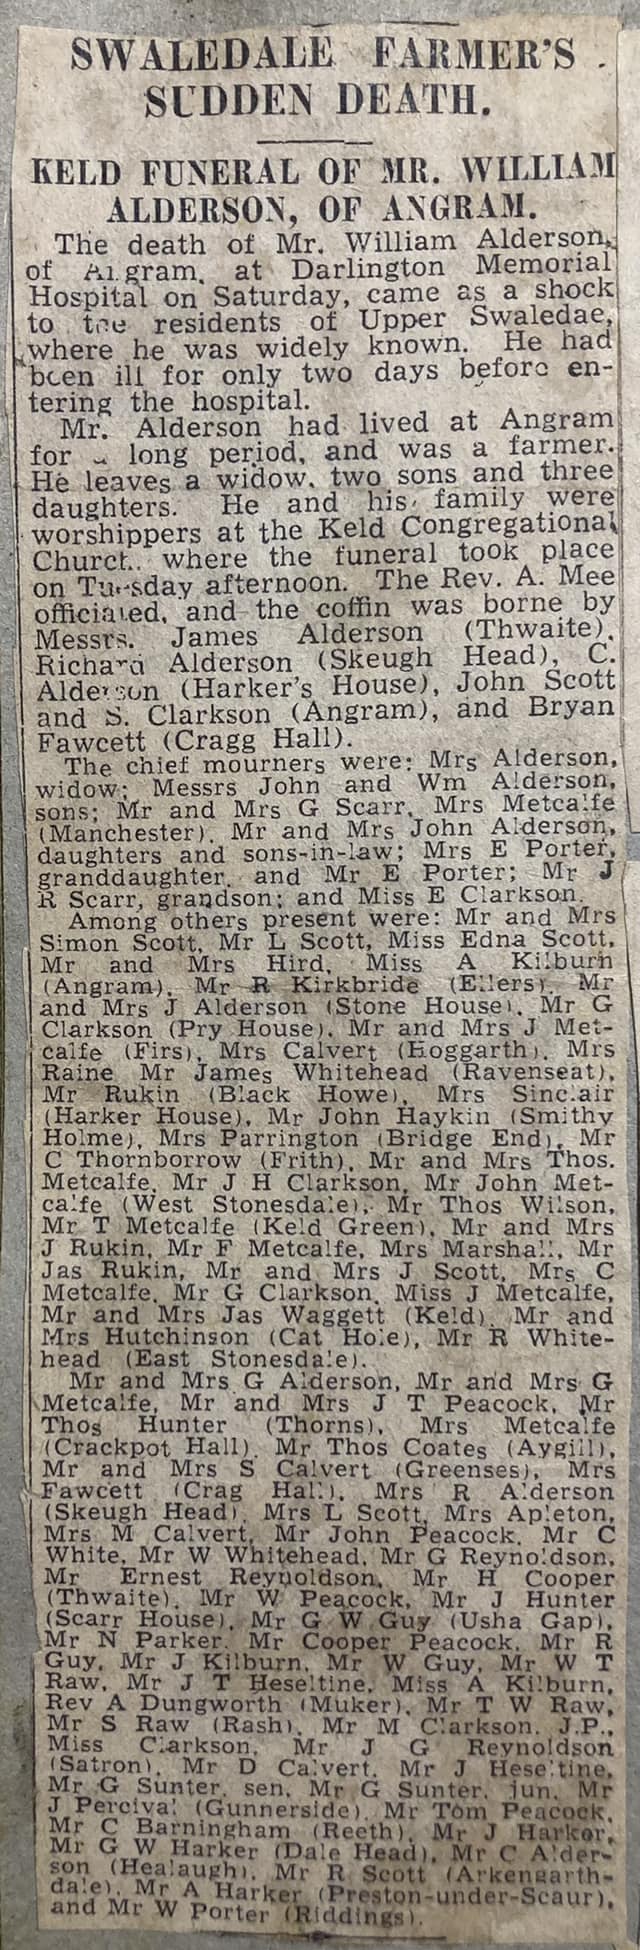 SWALEDALE FARMER'S
SUDDEN DEATH.
KELD FUNERAL OF MR. WILLIAM
ALDERSON, OF ANGRAM.
The death of Mr. William Alderson,
of Angram, at Darlington Memorial
Hospital on Saturday, came as a shock
to the residents of Upper Swaledae,
where he was widely known. He had
been ill for only two days before en-
tering the hospital.
Mr. Alderson had lived at Angram
for a long period, and was a farmer.
He leaves a widow, two sons and three
daughters. He and his family were
worshippers at the Keld Congregational
Church, where the funeral took place
on Tuesday afternoon. The Rev. A. Mee
officiated, and the coffin was borne by
Messrs. James Alderson (Thwaite),
Richard Alderson (Skeugh Head), C.
Alderson (Harker's House), John Scott
and S. Clarkson (Angram), and Bryan
Fawcett (Cragg Hall).
The chief mourners were: Mrs Alderson,
widow; Messrs John and Wm Alderson,
sons; Mr and Mrs G Scarr, Mrs Metcalfe
(Manchester), Mr and Mrs John Alderson,
daughters and sons-in-law; Mrs E Porter,
granddaughter, and Mr E Porter; Mr J
R Scarr, grandson; and Miss E Clarkson.
Among others present were: Mr and Mrs
Simon Scott, Mr L Scott, Miss Edna Scott,
Mr and Mrs Hird, Miss A Kilburn
(Angram), Mr R Kirkbride (Ellers), Mr
and Mrs J Alderson (Stone House), Mr G
Clarkson (Pry House), Mr and Mrs J Met-
calfe (Firs), Mrs Calvert (Hoggarth), Mrs
Raine Mr James Whitehead (Ravenseat),
Mr Rukin (Black Howe), Mrs Sinclair
(Harker House), Mr John Haykin (Smithy
Holme), Mrs Parrington (Bridge End), Mr
C Thornborrow (Frith), Mr and Mrs Thos.
Metcalfe, Mr J H Clarkson, Mr John Met-
calfe (West Stonesdale), Mr Thos Wilson,
Mr T Metcalfe (Keld Green), Mr and Mrs
J Rukin, Mr F Metcalfe, Mrs Marshall, Mr
Jas Rukin, Mr and Mrs J Scott, Mrs C
Metcalfe, Mr G Clarkson, Miss J Metcalfe,
Mr and Mrs Jas Waggett (Keld), Mr and
Mrs Hutchinson (Cat Hole), Mr R White-
head (East Stonesdale).
Mr and Mrs G Alderson, Mr and Mrs G
Metcalfe, Mr and Mrs J T Peacock, Mr
Thos Hunter (Thorns), Mrs Metcalfe
(Crackpot Hall), Mr Thos Coates (Aygill),
Mr and Mrs S Calvert (Greenses), Mrs
Fawcett (Crag Hall), Mrs R Alderson
(Skeugh Head), Mrs L Scott, Mrs Apleton,
Mrs M Calvert, Mr John Peacock, Mr C
White, Mr W Whitehead, Mr G Reynoldson,
Mr Ernest Reynoldson, Mr H Cooper
(Thwaite), Mr W Peacock, Mr J Hunter
(Scarr House), Mr G W Guy (Usha Gap),
Mr N Parker, Mr Cooper Peacock, Mr R
Guy, Mr J Kilburn, Mr W Guy, Mr W T
Raw, Mr J T Heseltine, Miss A Kilburn,
Rev A Dungworth (Muker), Mr T W Raw,
Mr S Raw (Rash), Mr M Clarkson, J.P.,
Miss Clarkson, Mr J G Reynoldson
(Satron), Mr D Calvert, Mr J Heseltine,
Mr G Sunter, sen, Mr G Sunter, jun, Mr
J Percival (Gunnerside), Mr Tom Peacock,
Mr C Barningham (Reeth), Mr J Harker,
Mr G W Harker (Dale Head), Mr C Alder-
son (Healaugh), Mr R Scott (Arkengarth-
dale), Mr A Harker (Preston-under-Scaur),
and Mr W Porter (Riddings).